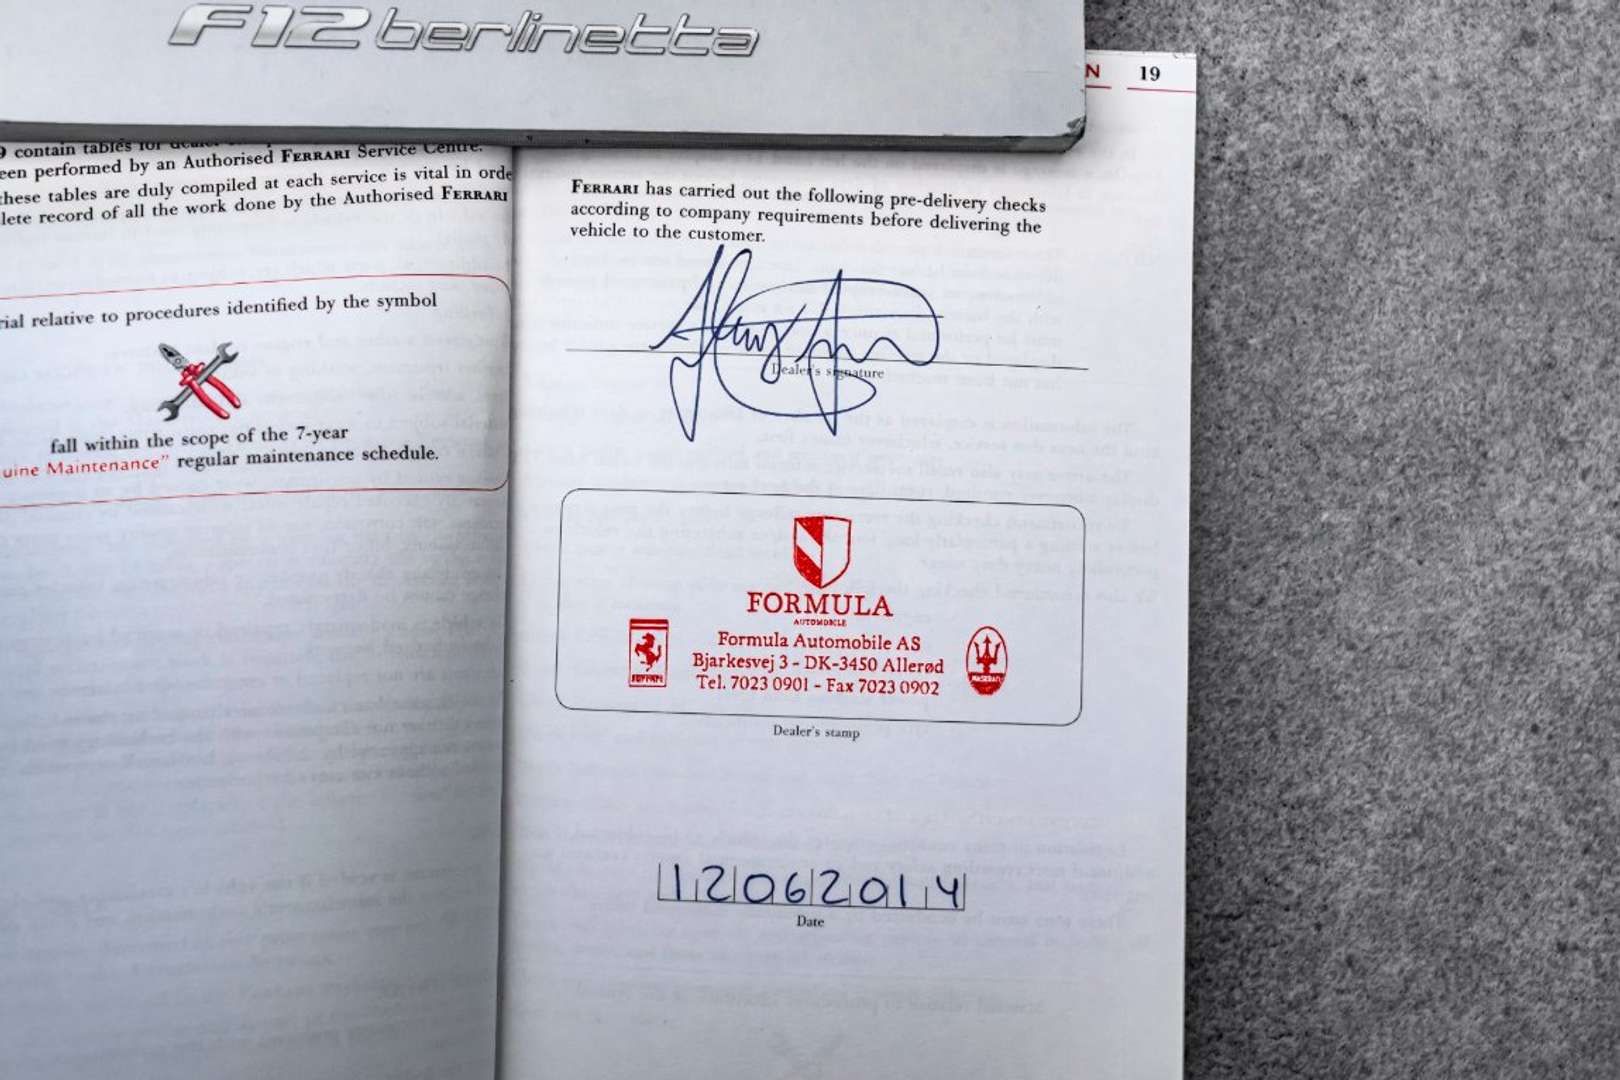 F12 berlinetta
N 19
9 contain tables for
een performed by an Authorised FERRARI Service Centre.
these tables are duly compiled at each service is vital in orde
lete record of all the work done by the Authorised FERRARI
rial relative to procedures identified by the symbol
fall within the scope of the 7-year
uine Maintenance” regular maintenance schedule.
FERRARI has carried out the following pre-delivery checks
according to company requirements before delivering the
vehicle to the customer.
Dealer's signature
FORMULA
AUTOMOBILE
Formula Automobile AS
Bjarkesvej 3 - DK-3450 Allerød
Tel. 7023 0901 - Fax 7023 0902
FERRARI
MASERATI
Dealer's stamp
12062014
Date